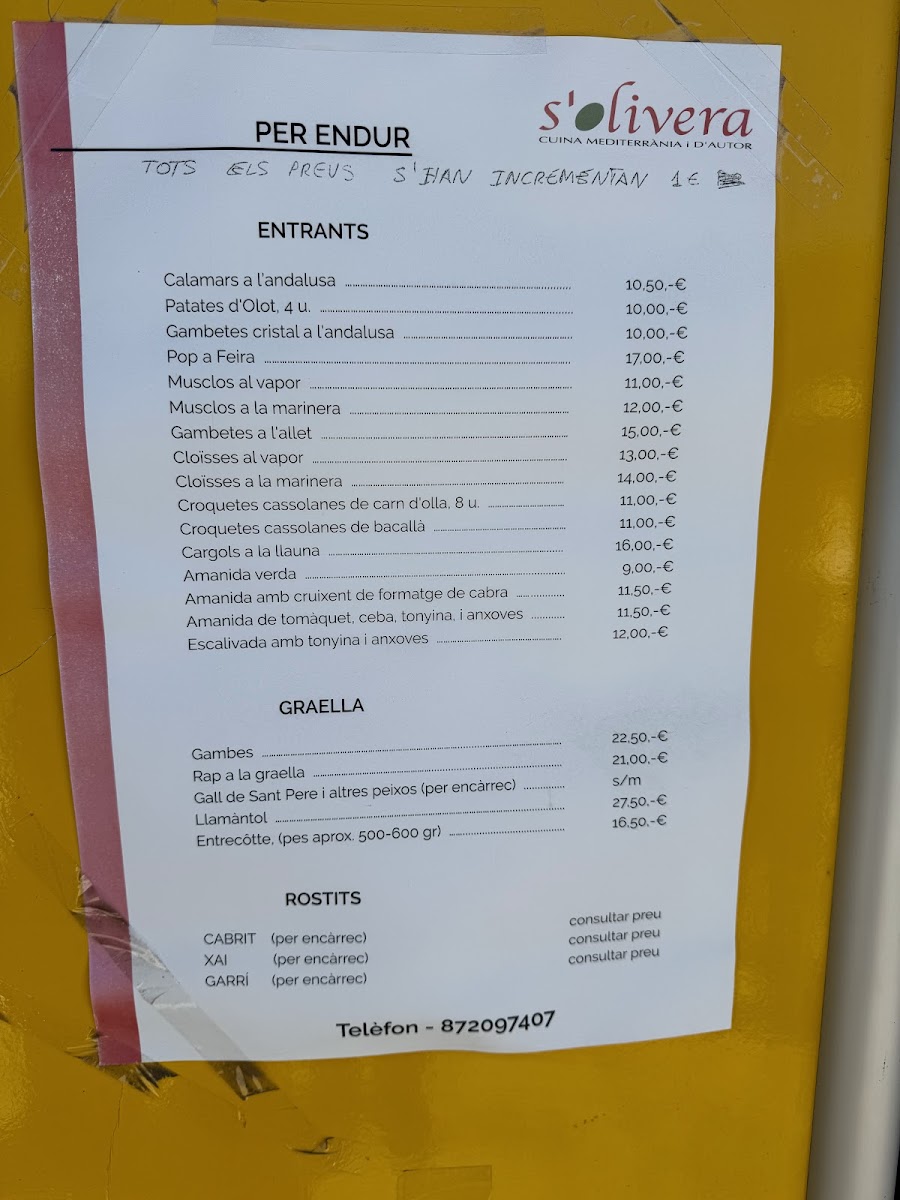 s'olivera
CUINA MEDITERRÀNIA i D'AUTOR
PER ENDUR
TOTS ELS PREUS S'HAN INCREMENTAN 1€
ENTRANTS
Calamars a l'andalusa 10,50,-€
Patates d'Olot, 4 u. 10,00,-€
Gambetes cristal a l'andalusa 10,00,-€
Pop a Feira 17,00,-€
Musclos al vapor 11,00,-€
Musclos a la marinera 12,00,-€
Gambetes a l'allet 15,00,-€
Cloïsses al vapor 13,00,-€
Cloïsses a la marinera 14,00,-€
Croquetes cassolanes de carn d'olla, 8 u. 11,00,-€
Croquetes cassolanes de bacallà 11,00,-€
Cargols a la llauna 16,00,-€
Amanida verda 9,00,-€
Amanida amb cruixent de formatge de cabra 11,50,-€
Amanida de tomàquet, ceba, tonyina, i anxoves 11,50,-€
Escalivada amb tonyina i anxoves 12,00,-€
GRAELLA
Gambes 22,50,-€
Rap a la graella 21,00,-€
Gall de Sant Pere i altres peixos (per encàrrec) s/m
Llamàntol 27,50,-€
Entrecôtte, (pes aprox. 500-600 gr) 16,50,-€
ROSTITS
CABRIT (per encàrrec) consultar preu
XAI (per encàrrec) consultar preu
GARRÍ (per encàrrec) consultar preu
Telèfon - 872097407